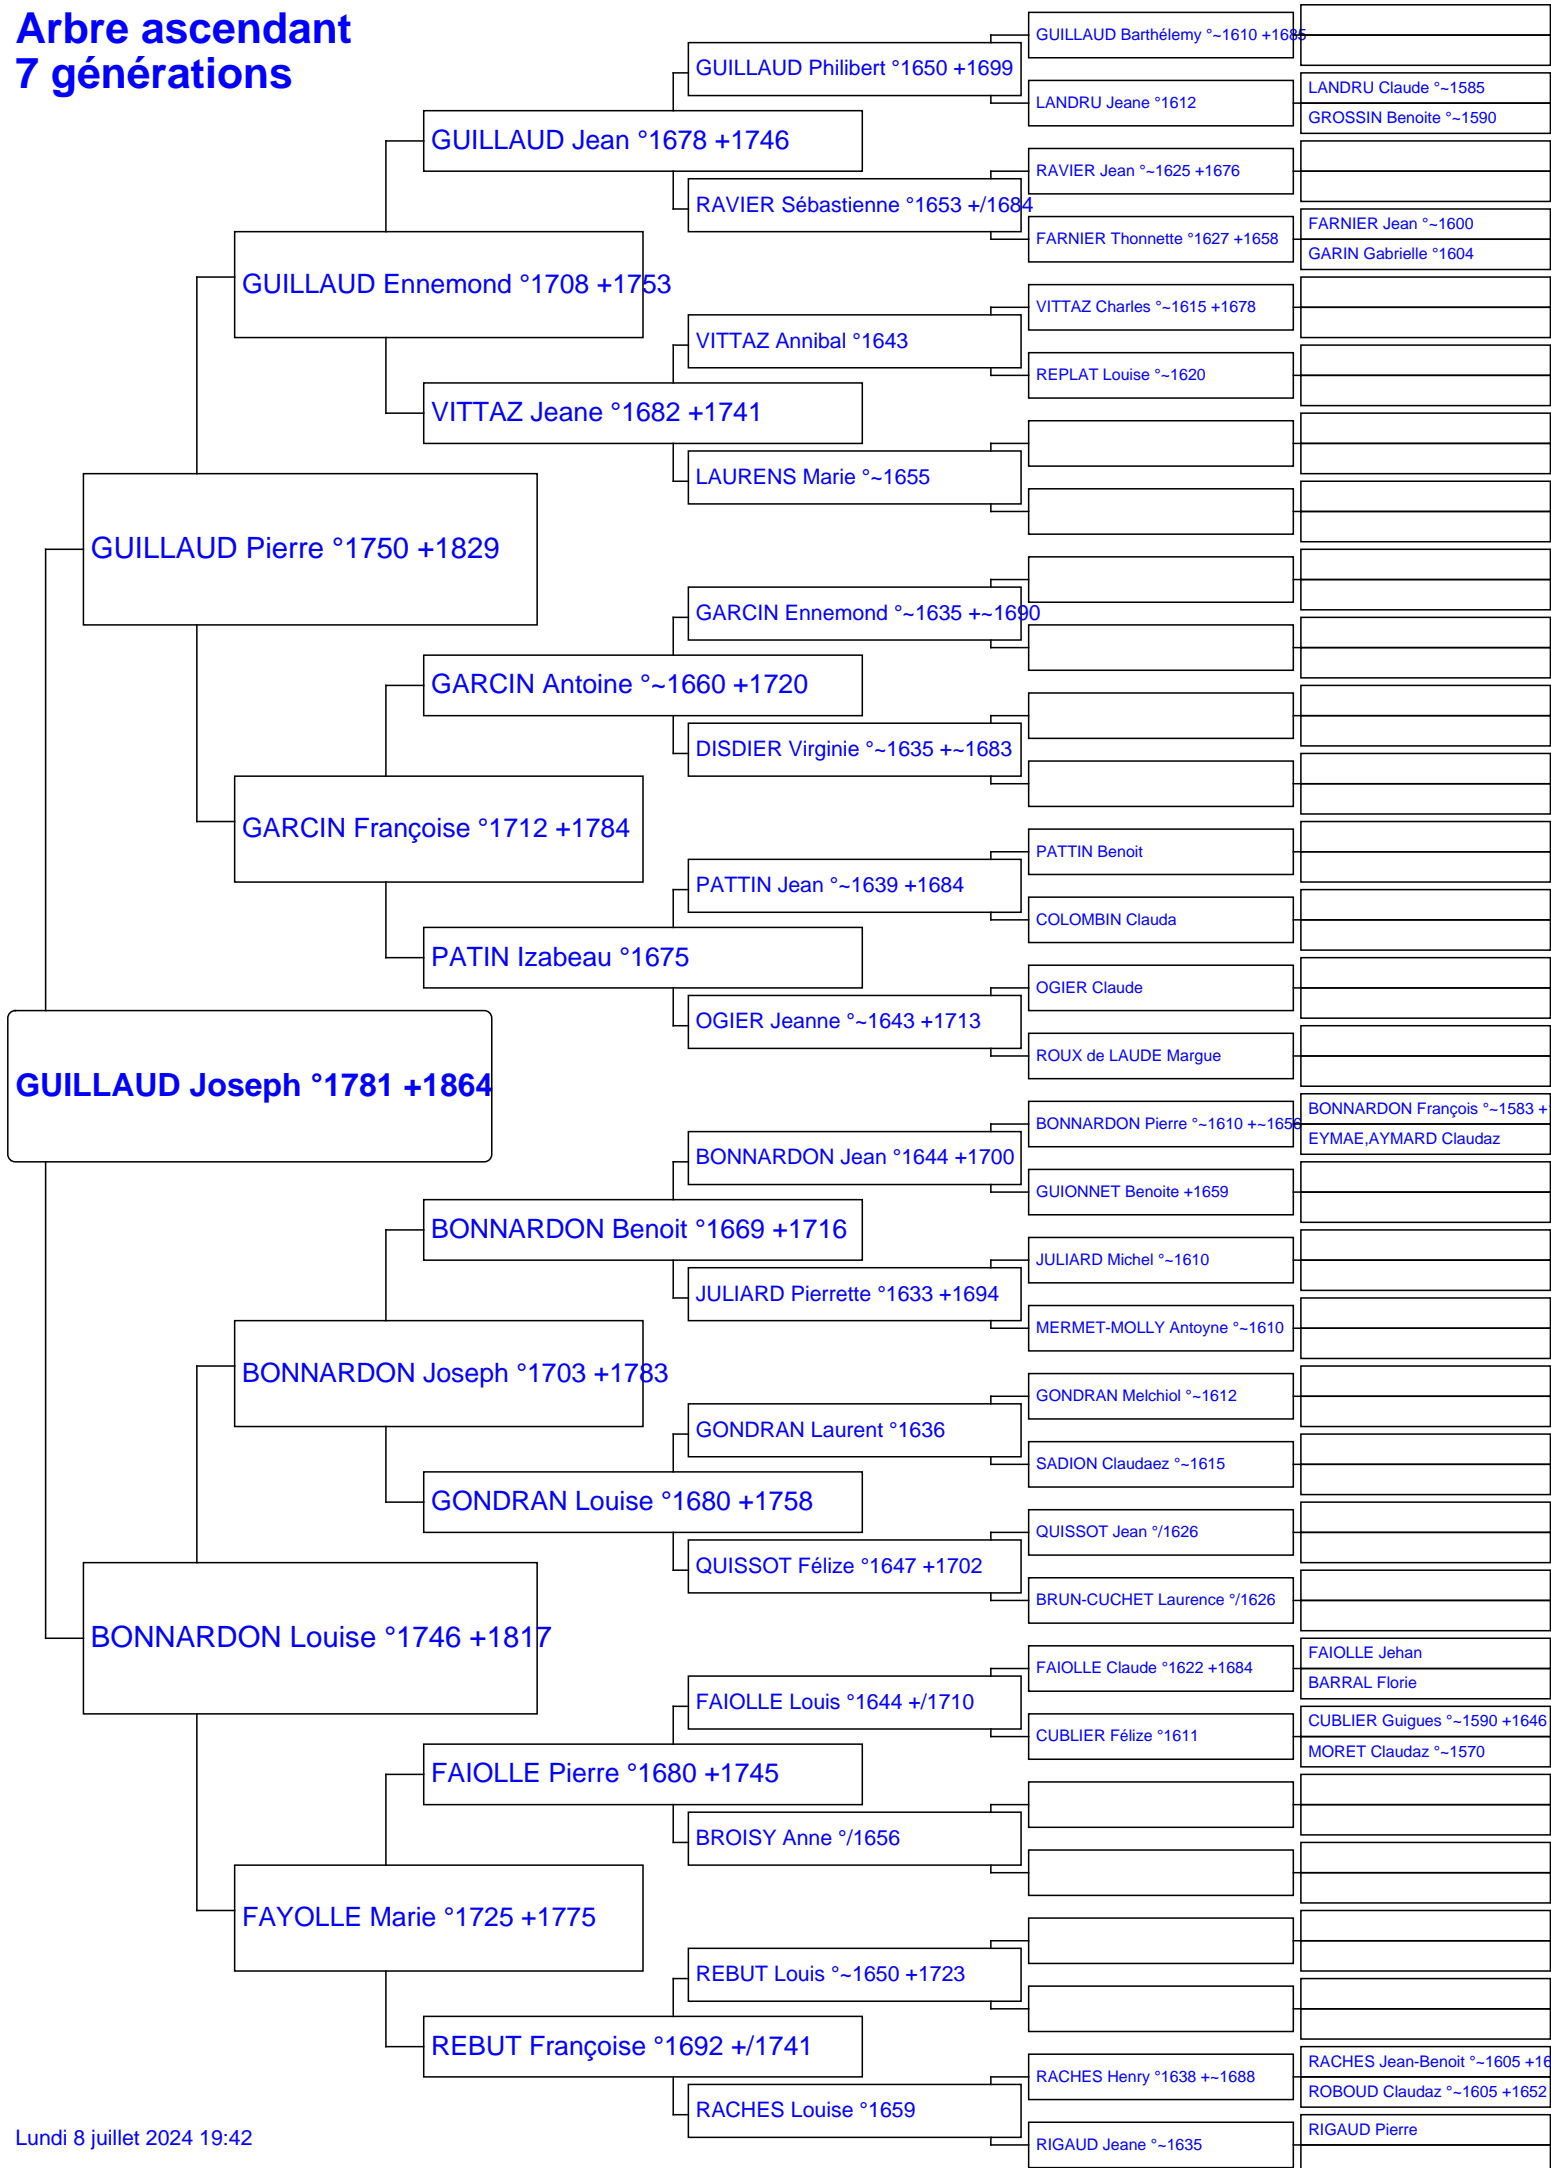 Arbre ascendant
7 générations
GUILLAUD Joseph °1781 +1864
GUILLAUD Pierre °1750 +1829
BONNARDON Louise °1746 +1817
GUILLAUD Ennemond °1708 +1753
GARCIN Françoise °1712 +1784
BONNARDON Joseph °1703 +1783
FAYOLLE Marie °1725 +1775
GUILLAUD Jean °1678 +1746
VITTAZ Jeane °1682 +1741
GARCIN Antoine °~1660 +1720
PATIN Izabeau °1675
BONNARDON Benoit °1669 +1716
GONDRAN Louise °1680 +1758
FAIOLLE Pierre °1680 +1745
REBUT Françoise °1692 +/1741
GUILLAUD Philibert °1650 +1699
RAVIER Sébastienne °1653 +/1684
VITTAZ Annibal °1643
LAURENS Marie °~1655
GARCIN Ennemond °~1635 +~1690
DISDIER Virginie °~1635 +~1683
PATTIN Jean °~1639 +1684
OGIER Jeanne °~1643 +1713
BONNARDON Jean °1644 +1700
JULIARD Pierrette °1633 +1694
GONDRAN Laurent °1636
QUISSOT Félize °1647 +1702
FAIOLLE Louis °1644 +/1710
BROISY Anne °/1656
REBUT Louis °~1650 +1723
RACHES Louise °1659
GUILLAUD Barthélemy °~1610 +1685
LANDRU Jeane °1612
RAVIER Jean °~1625 +1676
FARNIER Thonnette °1627 +1658
VITTAZ Charles °~1615 +1678
REPLAT Louise °~1620
PATTIN Benoit
COLOMBIN Clauda
OGIER Claude
ROUX de LAUDE Margue
BONNARDON Pierre °~1610 +~1656
GUIONNET Benoite +1659
JULIARD Michel °~1610
MERMET-MOLLY Antoyne °~1610
GONDRAN Melchiol °~1612
SADION Claudaez °~1615
QUISSOT Jean °/1626
BRUN-CUCHET Laurence °/1626
FAIOLLE Claude °1622 +1684
CUBLIER Félize °1611
RACHES Henry °1638 +~1688
RIGAUD Jeane °~1635
LANDRU Claude °~1585
GROSSIN Benoite °~1590
FARNIER Jean °~1600
GARIN Gabrielle °1604
BONNARDON François °~1583 +
EYMAE,AYMARD Claudaz
FAIOLLE Jehan
BARRAL Florie
CUBLIER Guigues °~1590 +1646
MORET Claudaz °~1570
RACHES Jean-Benoit °~1605 +16
ROBOUD Claudaz °~1605 +1652
RIGAUD Pierre
Lundi 8 juillet 2024 19:42